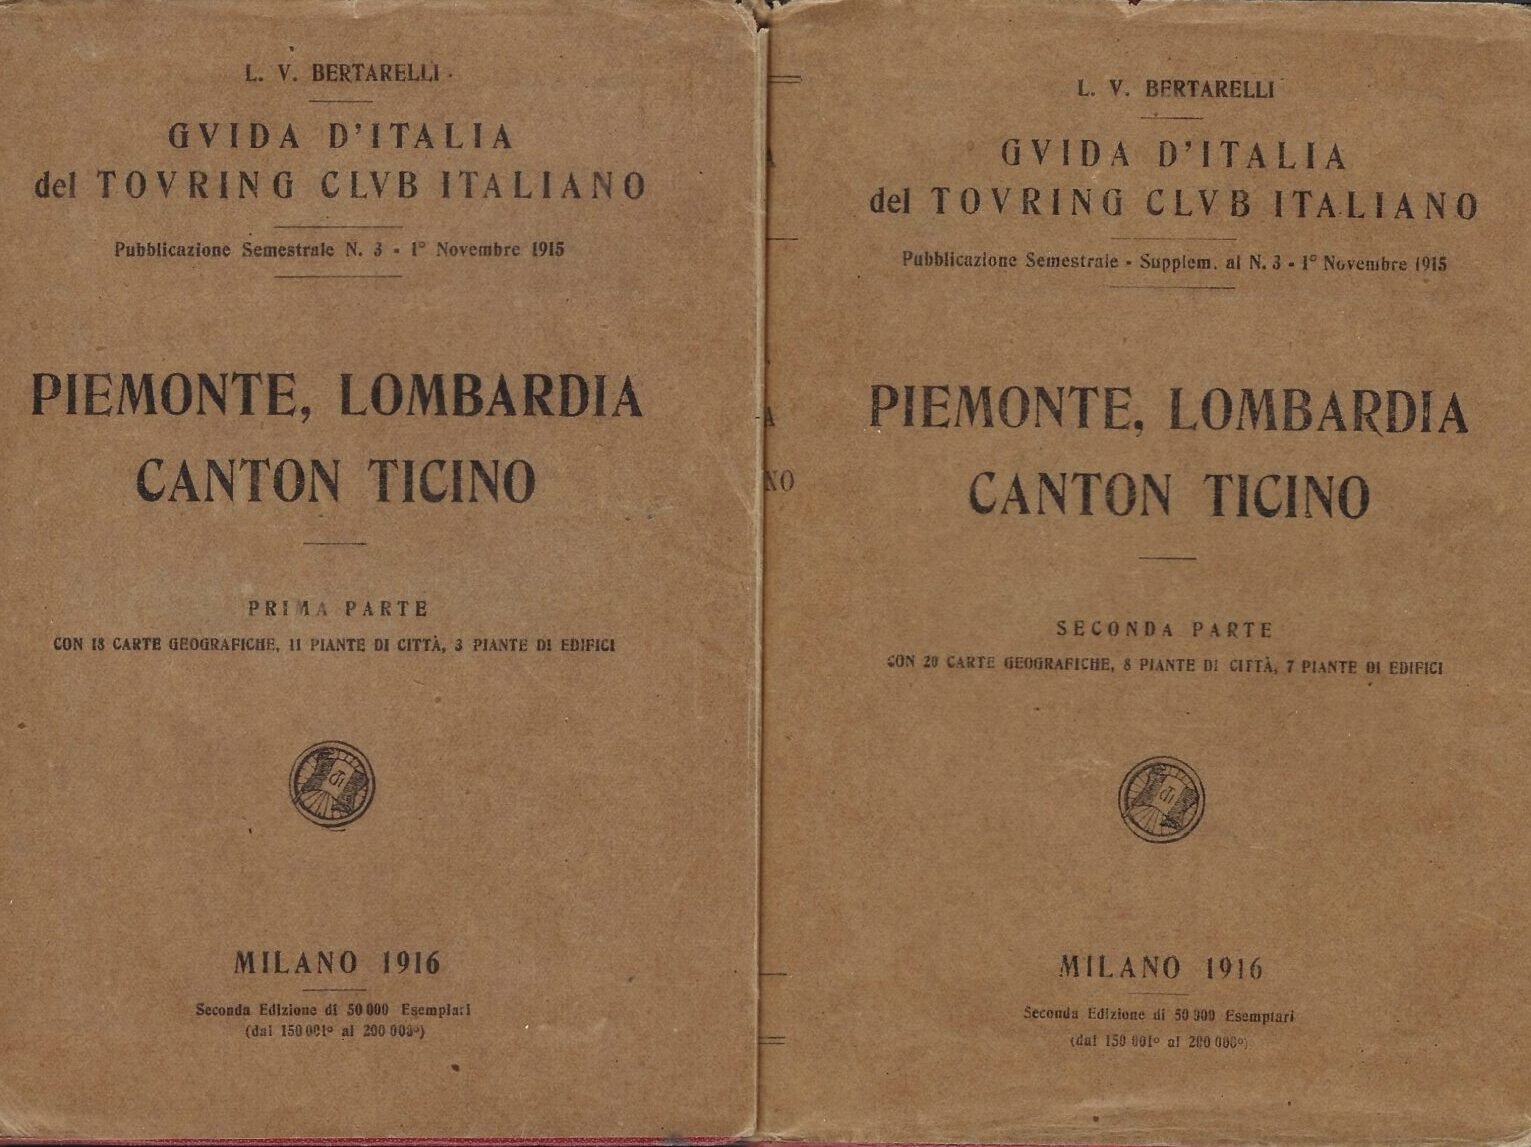 L. V. BERTARELLI
GVIDA D'ITALIA
del TOVRING CLVB ITALIANO
Pubblicazione Semestrale N. 3 - 1° Novembre 1915
PIEMONTE, LOMBARDIA
CANTON TICINO
PRIMA PARTE
CON 18 CARTE GEOGRAFICHE, 11 PIANTE DI CITTÀ, 3 PIANTE DI EDIFICI
MILANO 1916
Seconda Edizione di 50 000 Esemplari
(dal 150 001° al 200 000°)
L. V. BERTARELLI
GVIDA D'ITALIA
del TOVRING CLVB ITALIANO
Pubblicazione Semestrale - Supplem. al N. 3 - 1° Novembre 1915
PIEMONTE, LOMBARDIA
CANTON TICINO
SECONDA PARTE
CON 20 CARTE GEOGRAFICHE, 8 PIANTE DI CITTÀ, 7 PIANTE DI EDIFICI
MILANO 1916
Seconda Edizione di 50 000 Esemplari
(dal 150 001° al 200 000°)